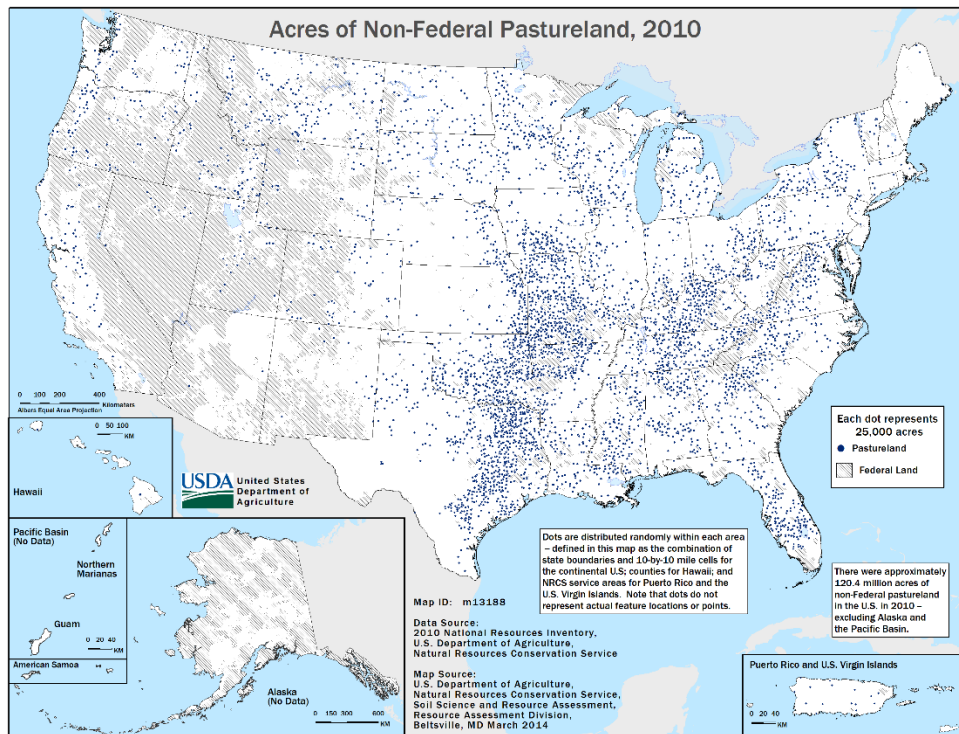 Acres of Non-Federal Pastureland, 2010
0 100 200 400
Kilometers
Albers Equal Area Projection
0 50 100
KM
Hawaii
USDA
United States
Department of
Agriculture
Each dot represents
25,000 acres
Pastureland
Federal Land
Pacific Basin
(No Data)
Northern
Marianas
Guam
0 20 40
KM
American Samoa
Alaska
(No Data)
0 150 300 600
KM
Map ID: m13188
Data Source:
2010 National Resources Inventory,
U.S. Department of Agriculture,
Natural Resources Conservation Service
Map Source:
U.S. Department of Agriculture,
Natural Resources Conservation Service,
Soil Science and Resource Assessment,
Resource Assessment Division,
Beltsville, MD March 2014
Dots are distributed randomly within each area
– defined in this map as the combination of
state boundaries and 10-by-10 mile cells for
the continental U.S; counties for Hawaii; and
NRCS service areas for Puerto Rico and the
U.S. Virgin Islands. Note that dots do not
represent actual feature locations or points.
There were approximately
120.4 million acres of
non-Federal pastureland
in the U.S. in 2010 –
excluding Alaska and
the Pacific Basin.
Puerto Rico and U.S. Virgin Islands
0 20 40
KM